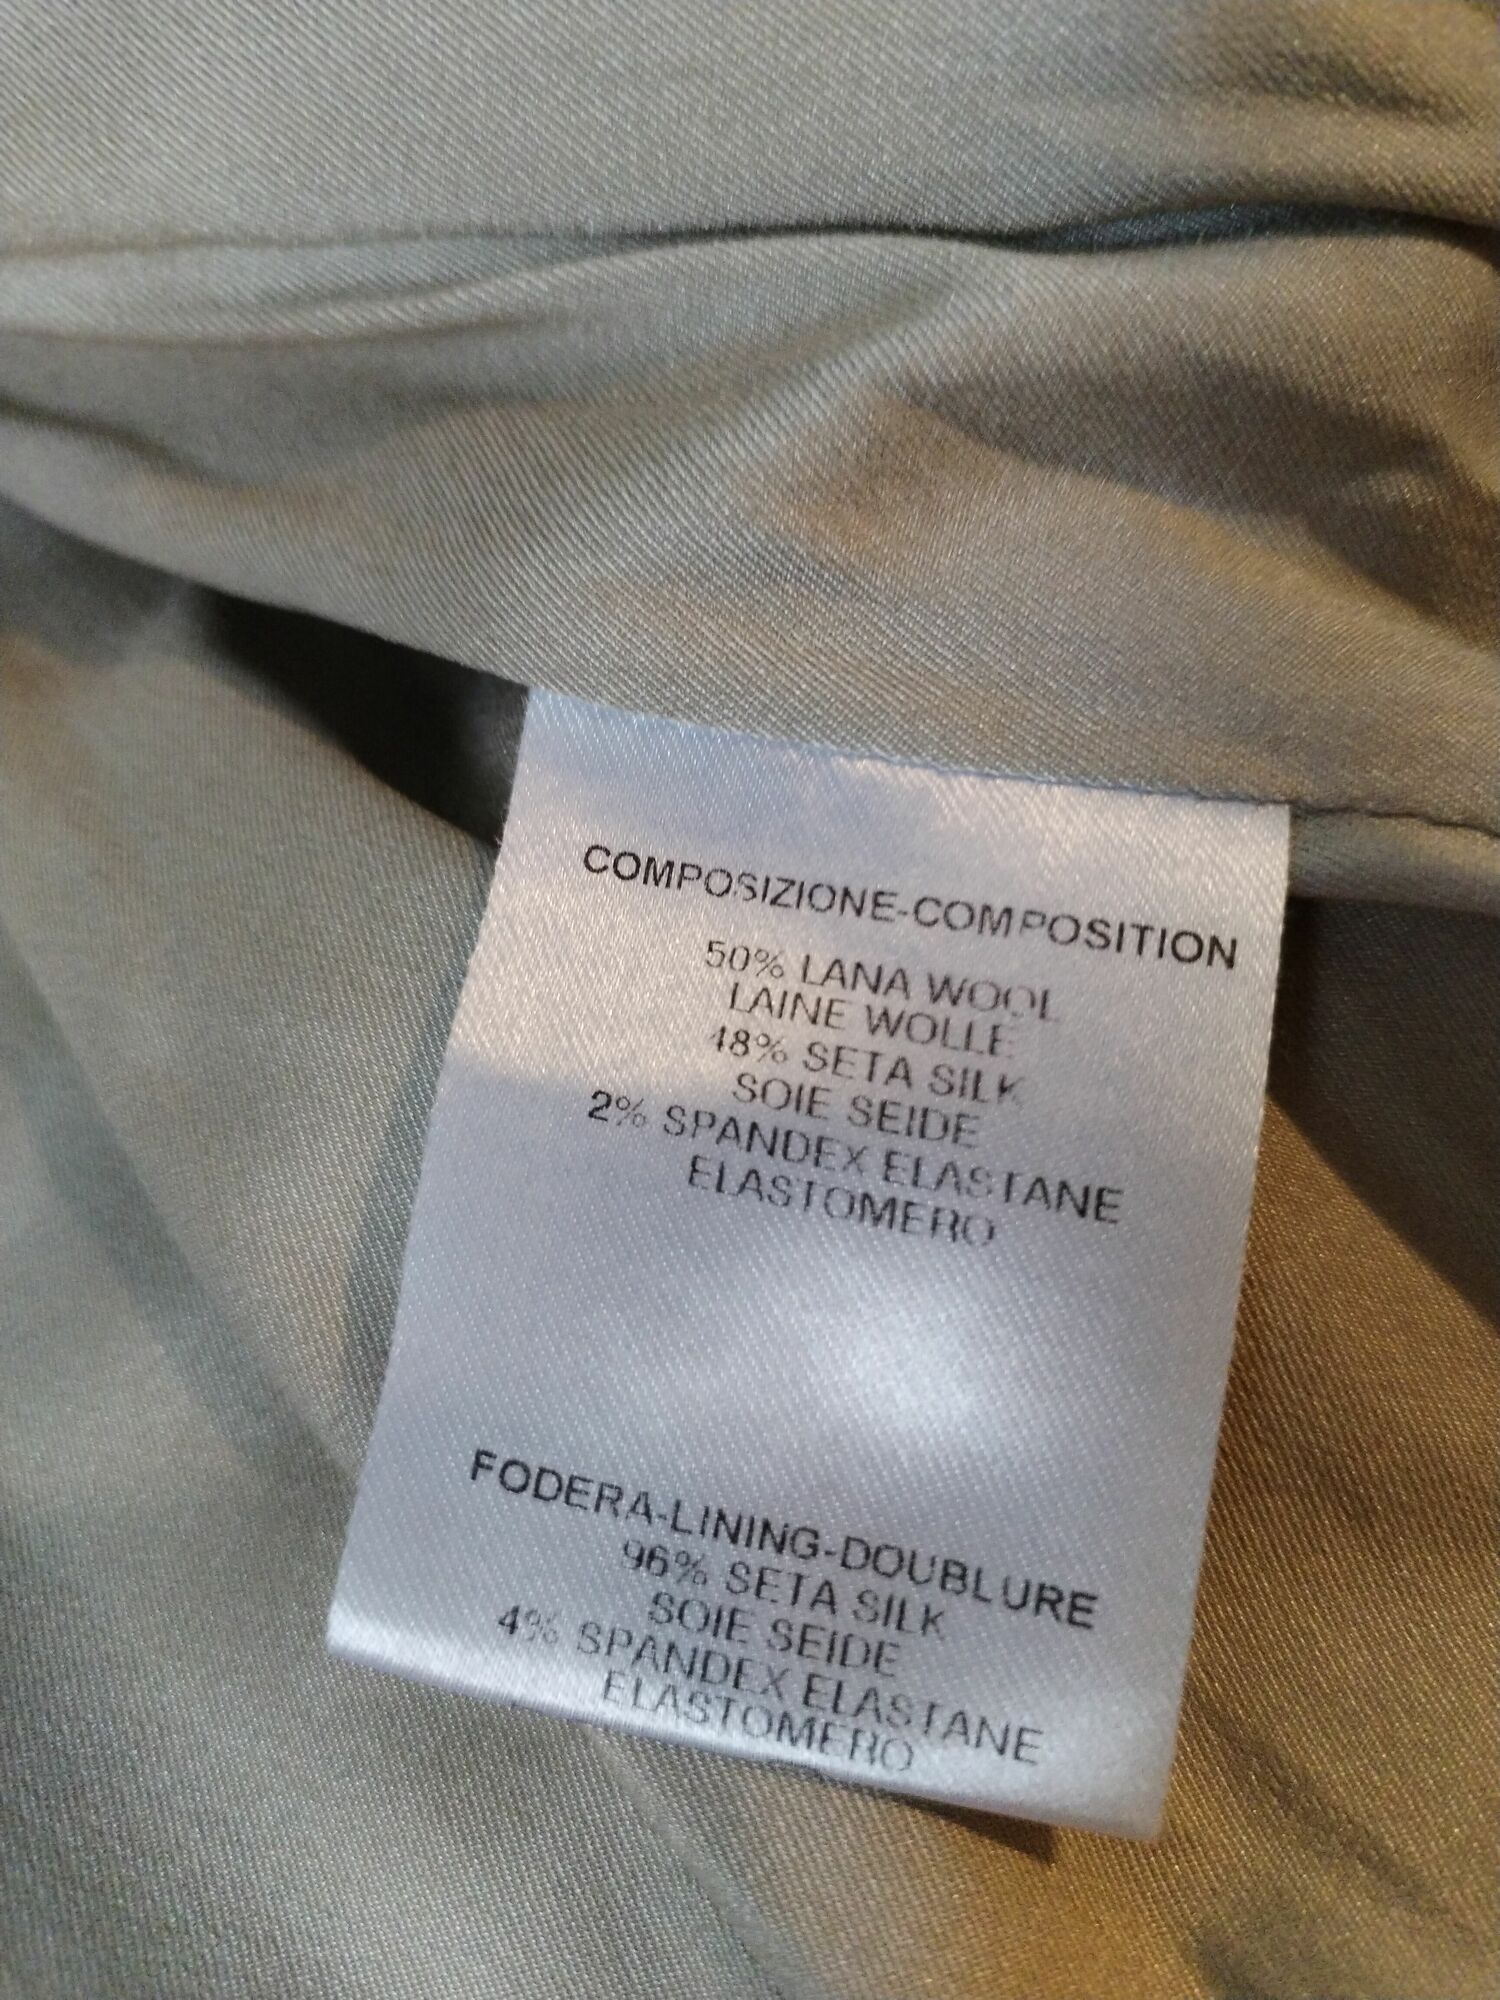 COMPOSIZIONE-COMPOSITION
50% LANA WOOL
LAINE WOLLE
48% SETA SILK
SOIE SEIDE
2% SPANDEX ELASTANE
ELASTOMERO
FODERA-LINING-DOUBLURE
96% SETA SILK
SOIE SEIDE
4% SPANDEX ELASTANE
ELASTOMERO